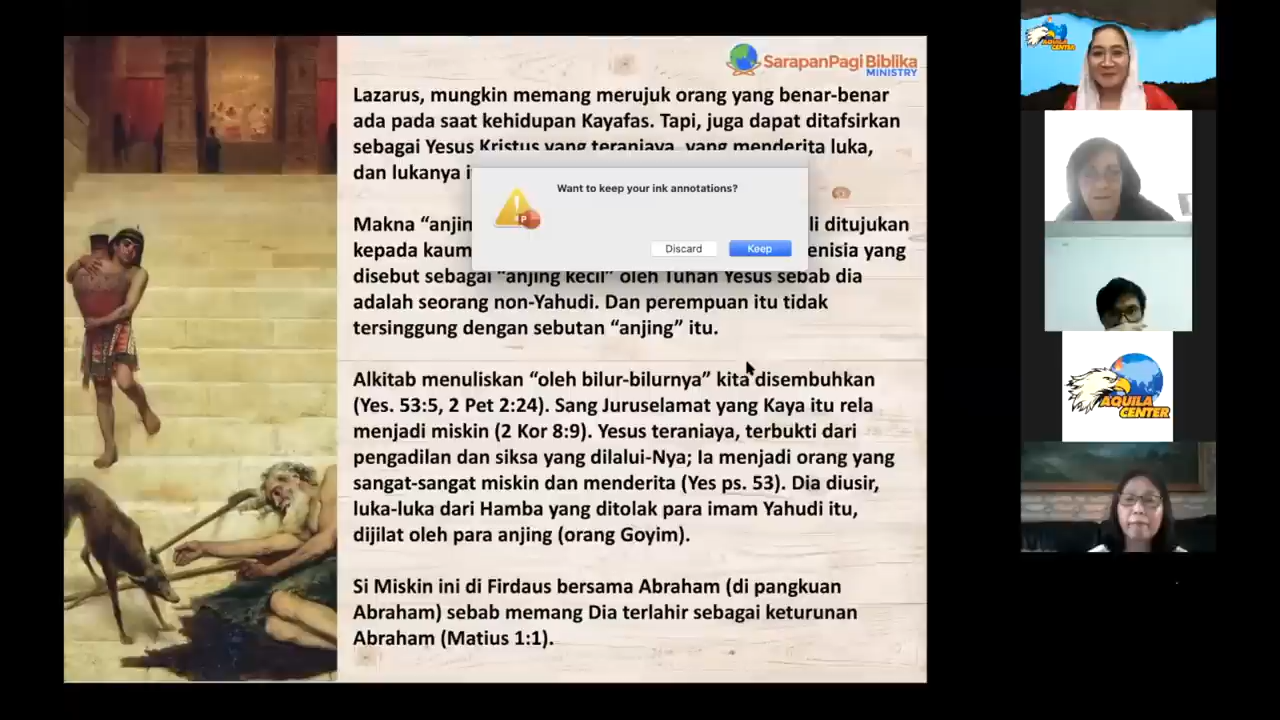 SarapanPagi Biblika
MINISTRY
Lazarus, mungkin memang merujuk orang yang benar-benar
ada pada saat kehidupan Kayafas. Tapi, juga dapat ditafsirkan
sebagai Yesus Kristus yang teraniaya, yang menderita luka,
dan lukanya
Want to keep your ink annotations?
Discard
Keep
Makna “anjin li ditujukan
kepada kaum enisia yang
disebut sebagai “anjing kecil” oleh Tuhan Yesus sebab dia
adalah seorang non-Yahudi. Dan perempuan itu tidak
tersinggung dengan sebutan “anjing” itu.
Alkitab menuliskan “oleh bilur-bilurnya” kita disembuhkan
(Yes. 53:5, 2 Pet 2:24). Sang Juruselamat yang Kaya itu rela
menjadi miskin (2 Kor 8:9). Yesus teraniaya, terbukti dari
pengadilan dan siksa yang dilalui-Nya; Ia menjadi orang yang
sangat-sangat miskin dan menderita (Yes ps. 53). Dia diusir,
luka-luka dari Hamba yang ditolak para imam Yahudi itu,
dijilat oleh para anjing (orang Goyim).
Si Miskin ini di Firdaus bersama Abraham (di pangkuan
Abraham) sebab memang Dia terlahir sebagai keturunan
Abraham (Matius 1:1).
AQUILA
CENTER
AQUILA
CENTER